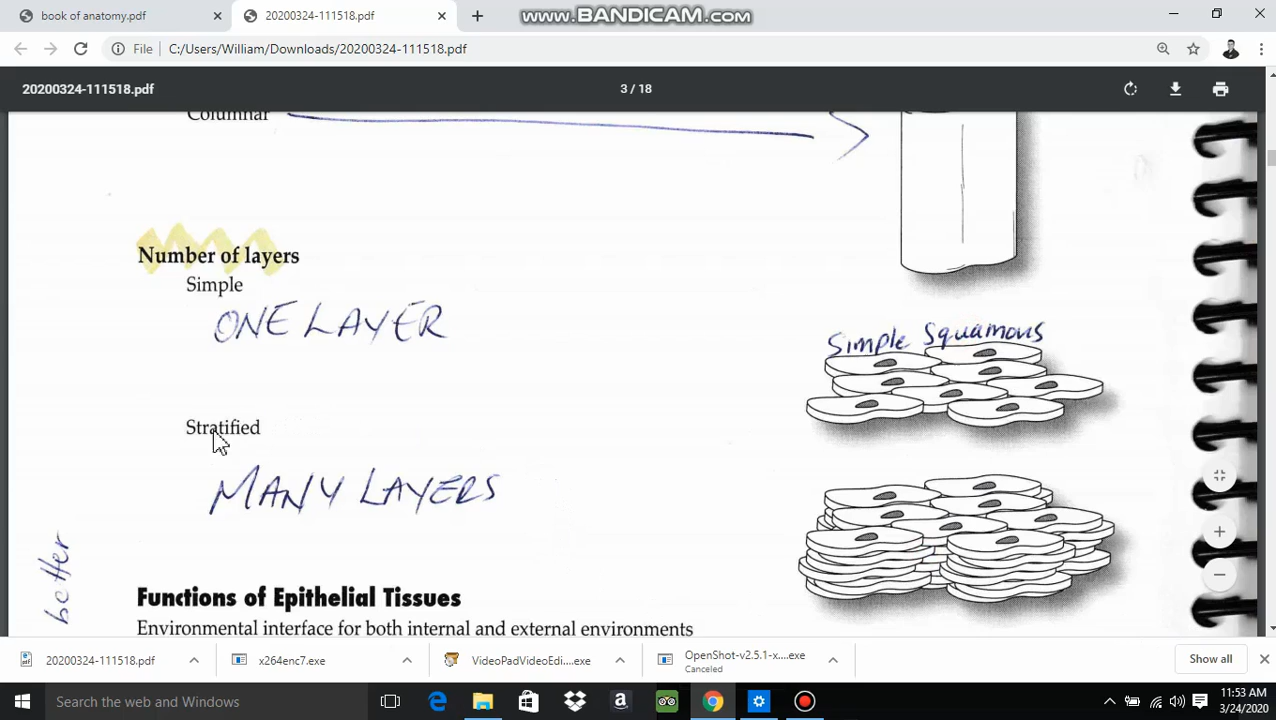 book of anatomy.pdf
20200324-111518.pdf
www.BANDICAM.com
File
C:/Users/William/Downloads/20200324-111518.pdf
20200324-111518.pdf
3 / 18
Columnar
Number of layers
Simple
ONE LAYER
Simple Squamous
Stratified
MANY LAYERS
better
Functions of Epithelial Tissues
Environmental interface for both internal and external environments
20200324-111518.pdf
x264enc7.exe
VideoPadVideoEdi....exe
OpenShot-v2.5.1-x....exe
Canceled
Show all
Search the web and Windows
11:53 AM
3/24/2020